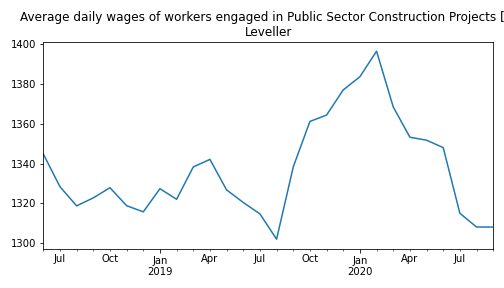 Average daily wages of workers engaged in Public Sector Construction Projects [
Leveller
1400
1380
1360
1340
1320
1300
Jul Oct Jan Apr Jul Oct Jan Apr Jul
2019 2020